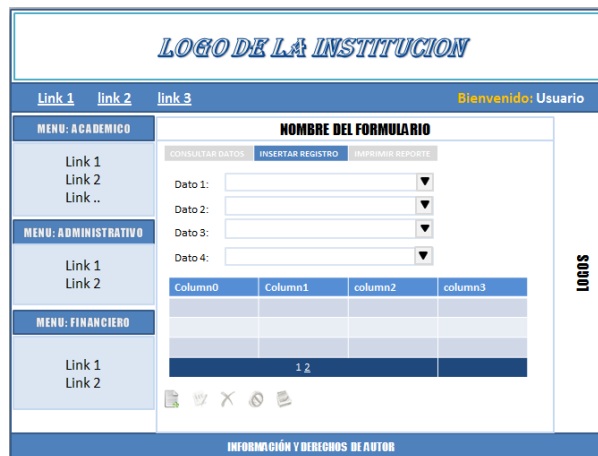 LOGO DE LA INSTITUCION
Link 1 link 2 link 3 Bienvenido: Usuario
MENU: ACADEMICO
Link 1
Link 2
Link ..
MENU: ADMINISTRATIVO
Link 1
Link 2
MENU: FINANCIERO
Link 1
Link 2
NOMBRE DEL FORMULARIO
CONSULTAR DATOS INSERTAR REGISTRO IMPRIMIR REPORTE
Dato 1:
Dato 2:
Dato 3:
Dato 4:
Column0 Column1 column2 column3
1 2
LOGOS
INFORMACIÓN Y DERECHOS DE AUTOR